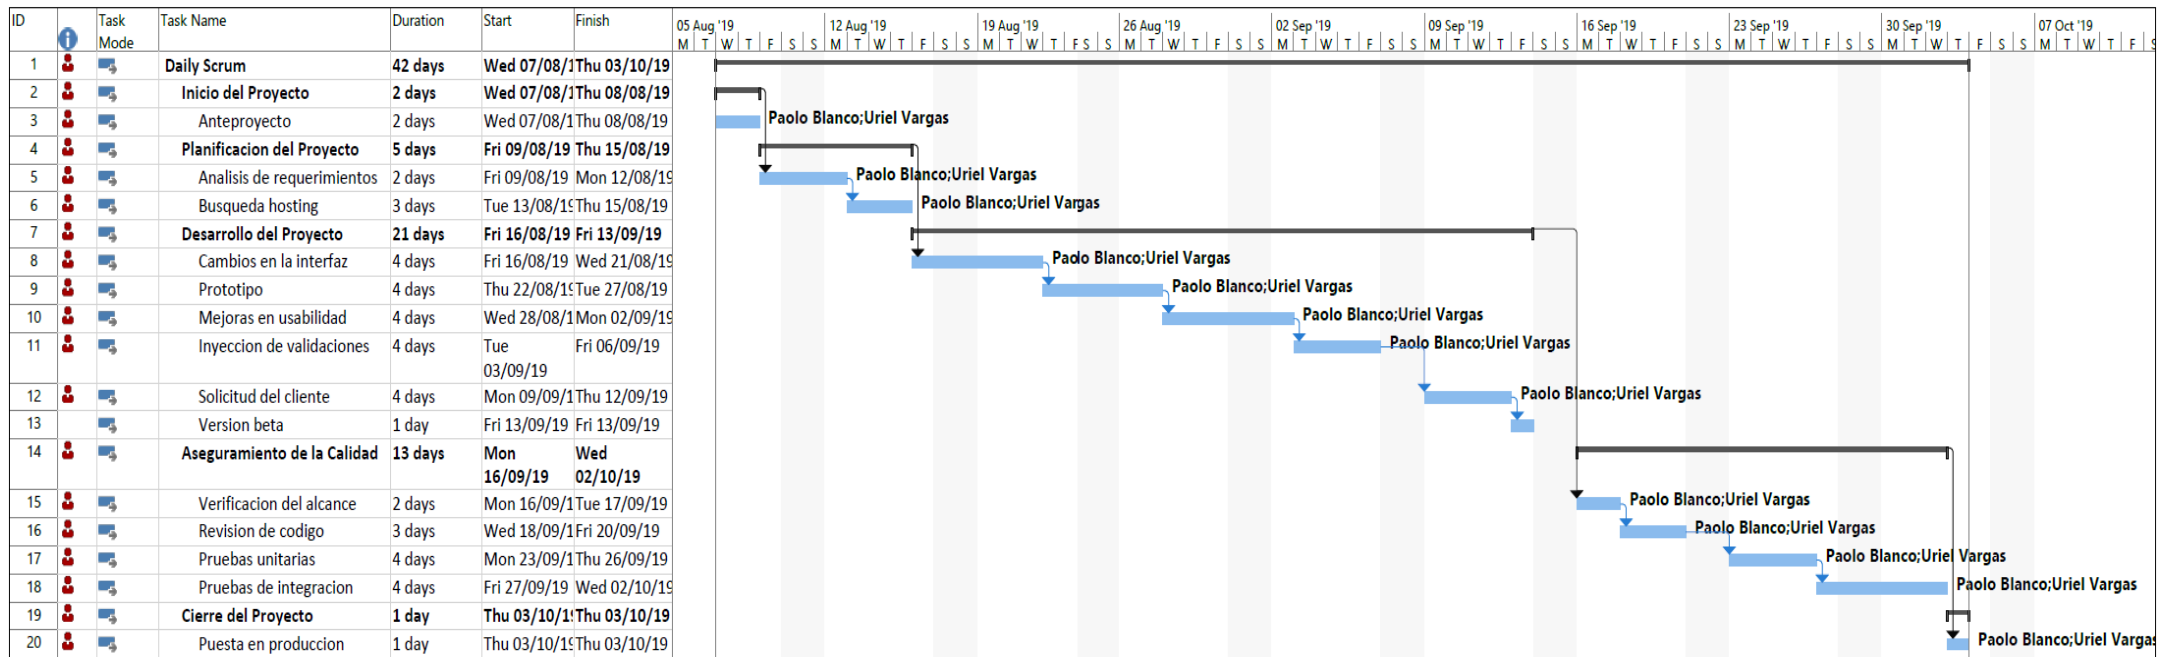 ID Task Mode Task Name Duration Start Finish 05 Aug '19 12 Aug '19 19 Aug '19 26 Aug '19 02 Sep '19 09 Sep '19 16 Sep '19 23 Sep '19 30 Sep '19 07 Oct '19
M T W T F S S M T W T F S S M T W T F S S M T W T F S S M T W T F S S M T W T F S S M T W T F S S M T W T F S S M T W T F S S M T W T F S
1 Daily Scrum 42 days Wed 07/08/1 Thu 03/10/19
2 Inicio del Proyecto 2 days Wed 07/08/1 Thu 08/08/19
3 Anteproyecto 2 days Wed 07/08/1 Thu 08/08/19 Paolo Blanco;Uriel Vargas
4 Planificacion del Proyecto 5 days Fri 09/08/19 Thu 15/08/19
5 Analisis de requerimientos 2 days Fri 09/08/19 Mon 12/08/19 Paolo Blanco;Uriel Vargas
6 Busqueda hosting 3 days Tue 13/08/19 Thu 15/08/19 Paolo Blanco;Uriel Vargas
7 Desarrollo del Proyecto 21 days Fri 16/08/19 Fri 13/09/19
8 Cambios en la interfaz 4 days Fri 16/08/19 Wed 21/08/19 Paolo Blanco;Uriel Vargas
9 Prototipo 4 days Thu 22/08/19 Tue 27/08/19 Paolo Blanco;Uriel Vargas
10 Mejoras en usabilidad 4 days Wed 28/08/1 Mon 02/09/19 Paolo Blanco;Uriel Vargas
11 Inyeccion de validaciones 4 days Tue 03/09/19 Fri 06/09/19 Paolo Blanco;Uriel Vargas
12 Solicitud del cliente 4 days Mon 09/09/1 Thu 12/09/19 Paolo Blanco;Uriel Vargas
13 Version beta 1 day Fri 13/09/19 Fri 13/09/19
14 Aseguramiento de la Calidad 13 days Mon 16/09/19 Wed 02/10/19
15 Verificacion del alcance 2 days Mon 16/09/1 Tue 17/09/19 Paolo Blanco;Uriel Vargas
16 Revision de codigo 3 days Wed 18/09/1 Fri 20/09/19 Paolo Blanco;Uriel Vargas
17 Pruebas unitarias 4 days Mon 23/09/1 Thu 26/09/19 Paolo Blanco;Uriel Vargas
18 Pruebas de integracion 4 days Fri 27/09/19 Wed 02/10/19 Paolo Blanco;Uriel Vargas
19 Cierre del Proyecto 1 day Thu 03/10/19 Thu 03/10/19
20 Puesta en produccion 1 day Thu 03/10/19 Thu 03/10/19 Paolo Blanco;Uriel Vargas